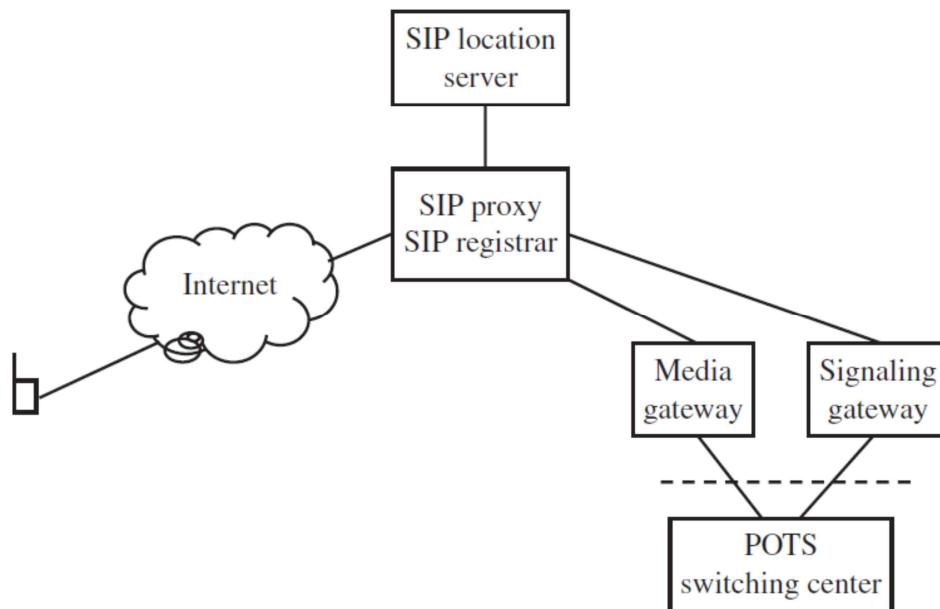 SIP location
server
SIP proxy
SIP registrar
Internet
Media
gateway
Signaling
gateway
POTS
switching center